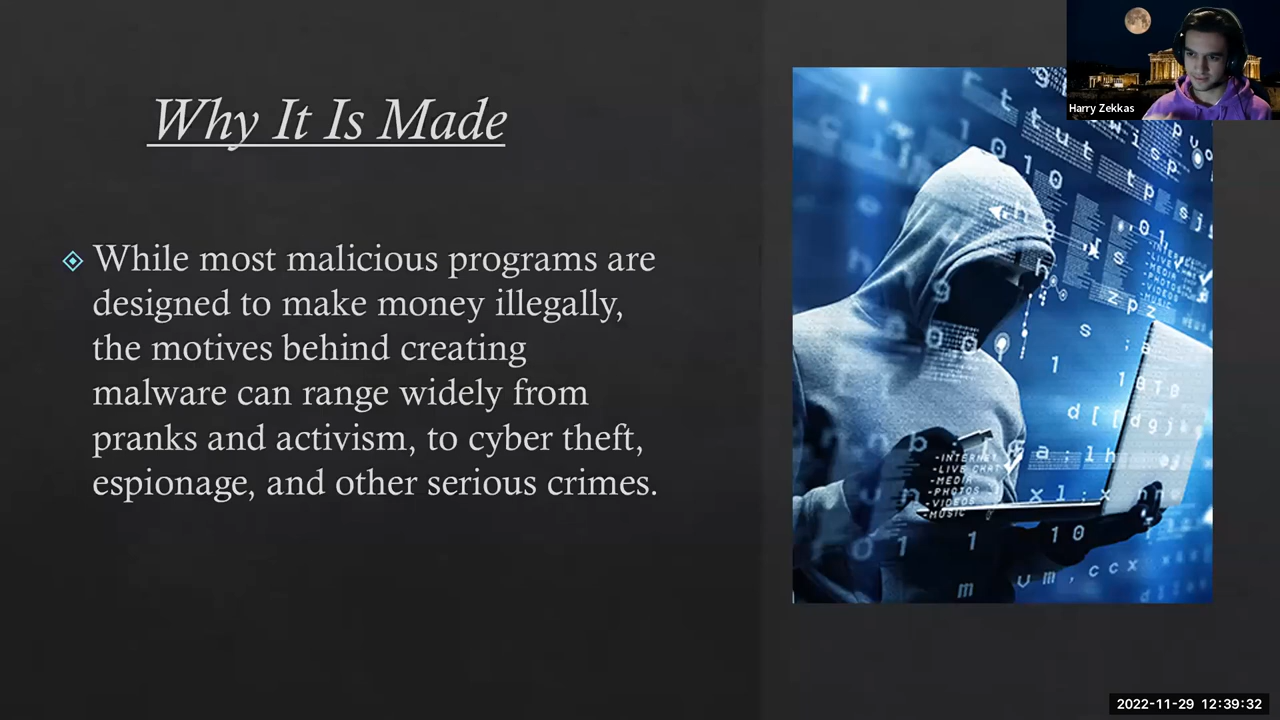 Why It Is Made
While most malicious programs are
designed to make money illegally,
the motives behind creating
malware can range widely from
pranks and activism, to cyber theft,
espionage, and other serious crimes.
Harry Zekkas
-INTERNET
-LIVE CHAT
-MEDIA
-PHOTOS
-VIDEOS
-MUSIC
2022-11-29 12:39:32